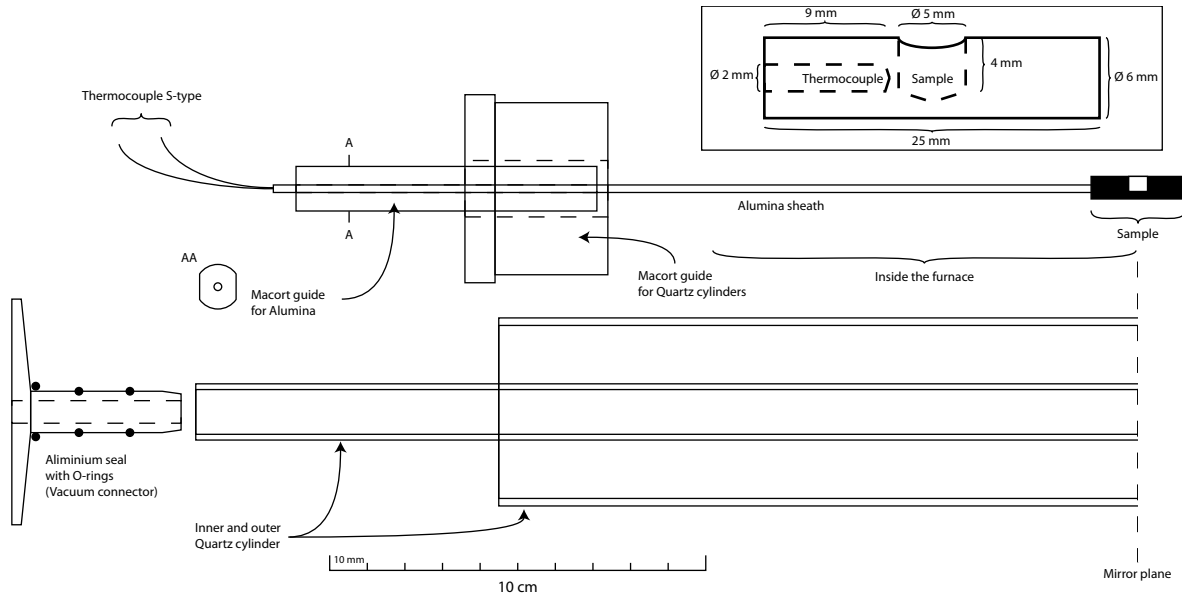 9 mm
Ø 5 mm
Ø 2 mm
Thermocouple
Sample
4 mm
Ø 6 mm
25 mm
Thermocouple S-type
A
A
AA
Alumina sheath
Sample
Macort guide
for Alumina
Macort guide
for Quartz cylinders
Inside the furnace
Aliminium seal
with O-rings
(Vacuum connector)
Inner and outer
Quartz cylinder
10 mm
10 cm
Mirror plane